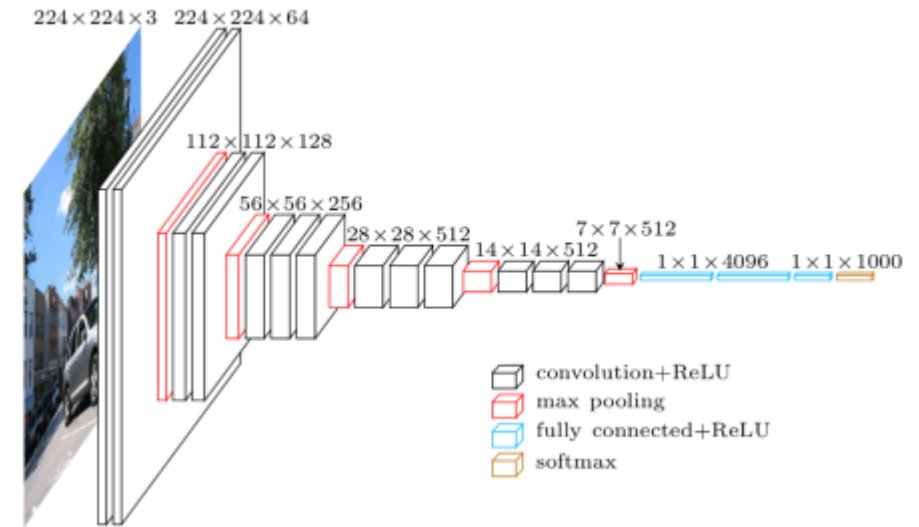 224×224×3
224×224×64
112×112×128
56×56×256
28×28×512
14×14×512
7×7×512
1×1×4096
1×1×1000
convolution+ReLU
max pooling
fully connected+ReLU
softmax